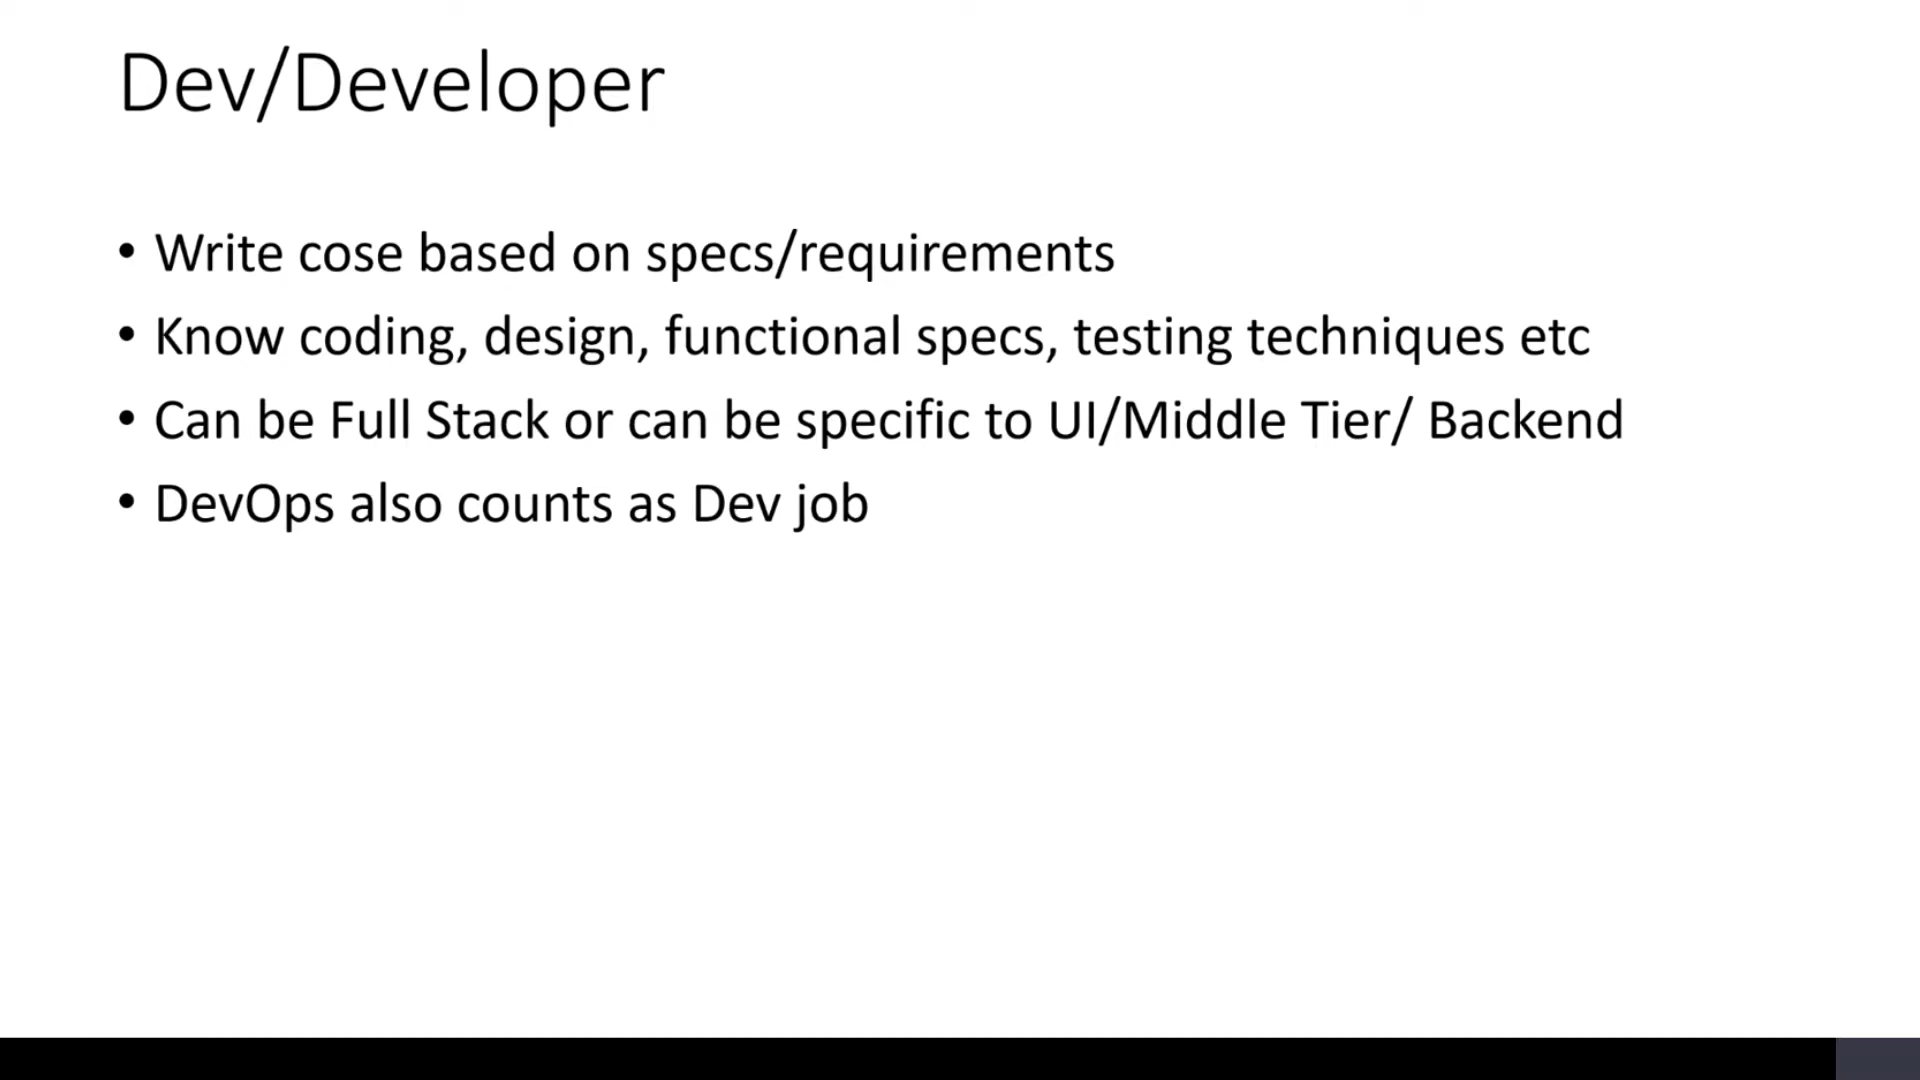 Dev/Developer
• Write cose based on specs/requirements
• Know coding, design, functional specs, testing techniques etc
• Can be Full Stack or can be specific to UI/Middle Tier/ Backend
• DevOps also counts as Dev job